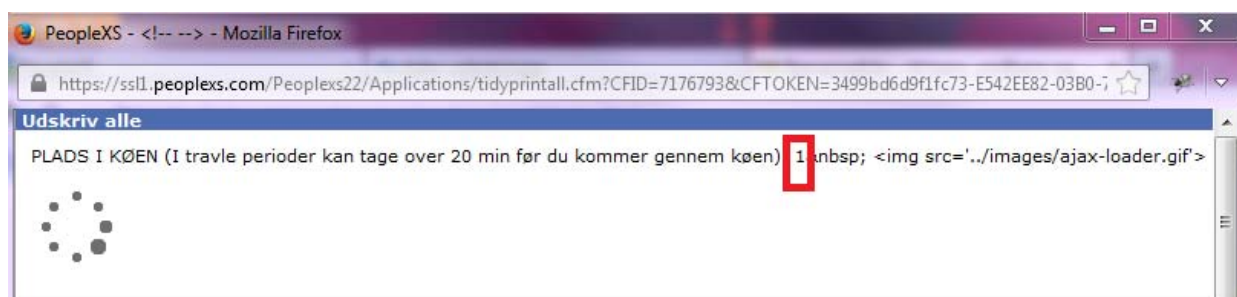 PeopleXS - <!-- --> - Mozilla Firefox
https://ssl1.peoplexs.com/Peoplexs22/Applications/tidyprintall.cfm?CFID=7176793&CFTOKEN=3499bd6d9f1fc73-E542EE82-03B0-7
Udskriv alle
PLADS I KØEN (I travle perioder kan tage over 20 min før du kommer gennem køen) 1&nbsp; <img src='../images/ajax-loader.gif'>